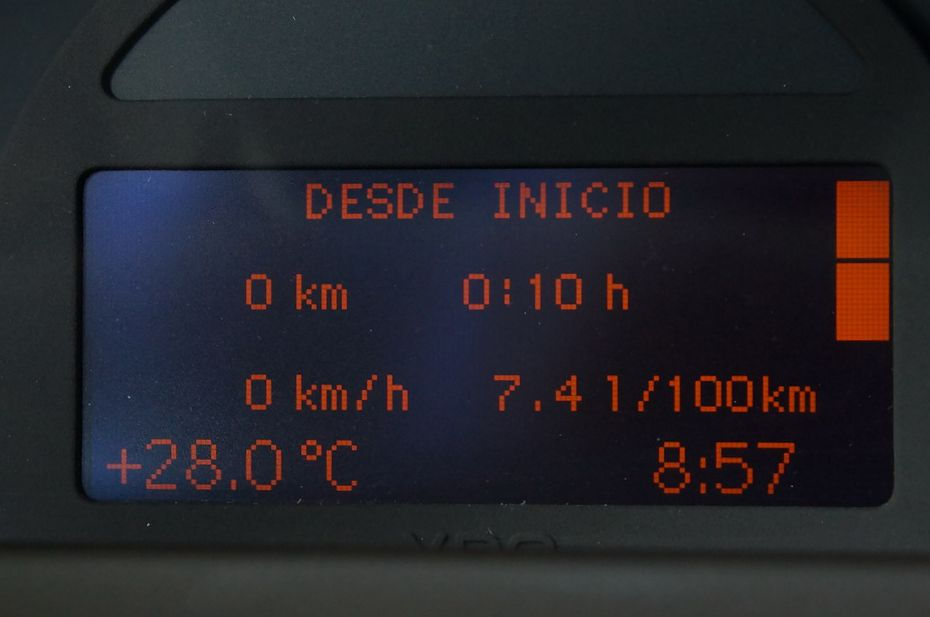 DESDE INICIO
0 km 0:10 h
0 km/h 7.4 l/100km
+28.0 °C 8:57